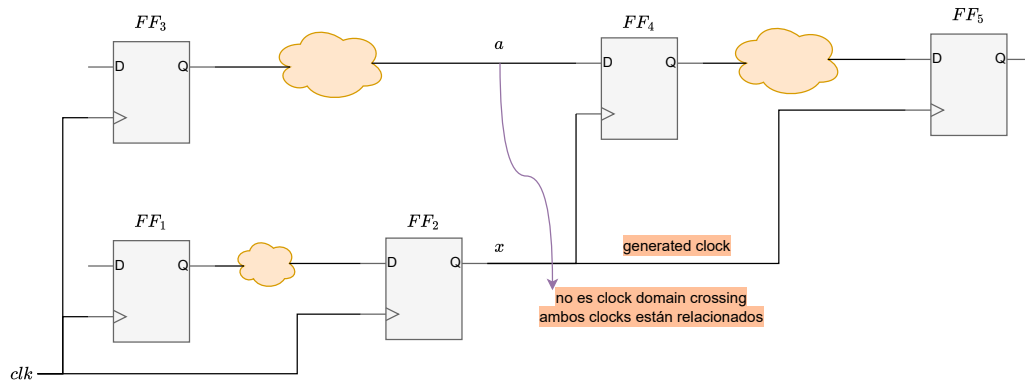 FF₃
FF₄
FF₅
D
Q
a
D
Q
D
Q
FF₁
FF₂
D
Q
D
Q
x
generated clock
no es clock domain crossing
ambos clocks están relacionados
clk